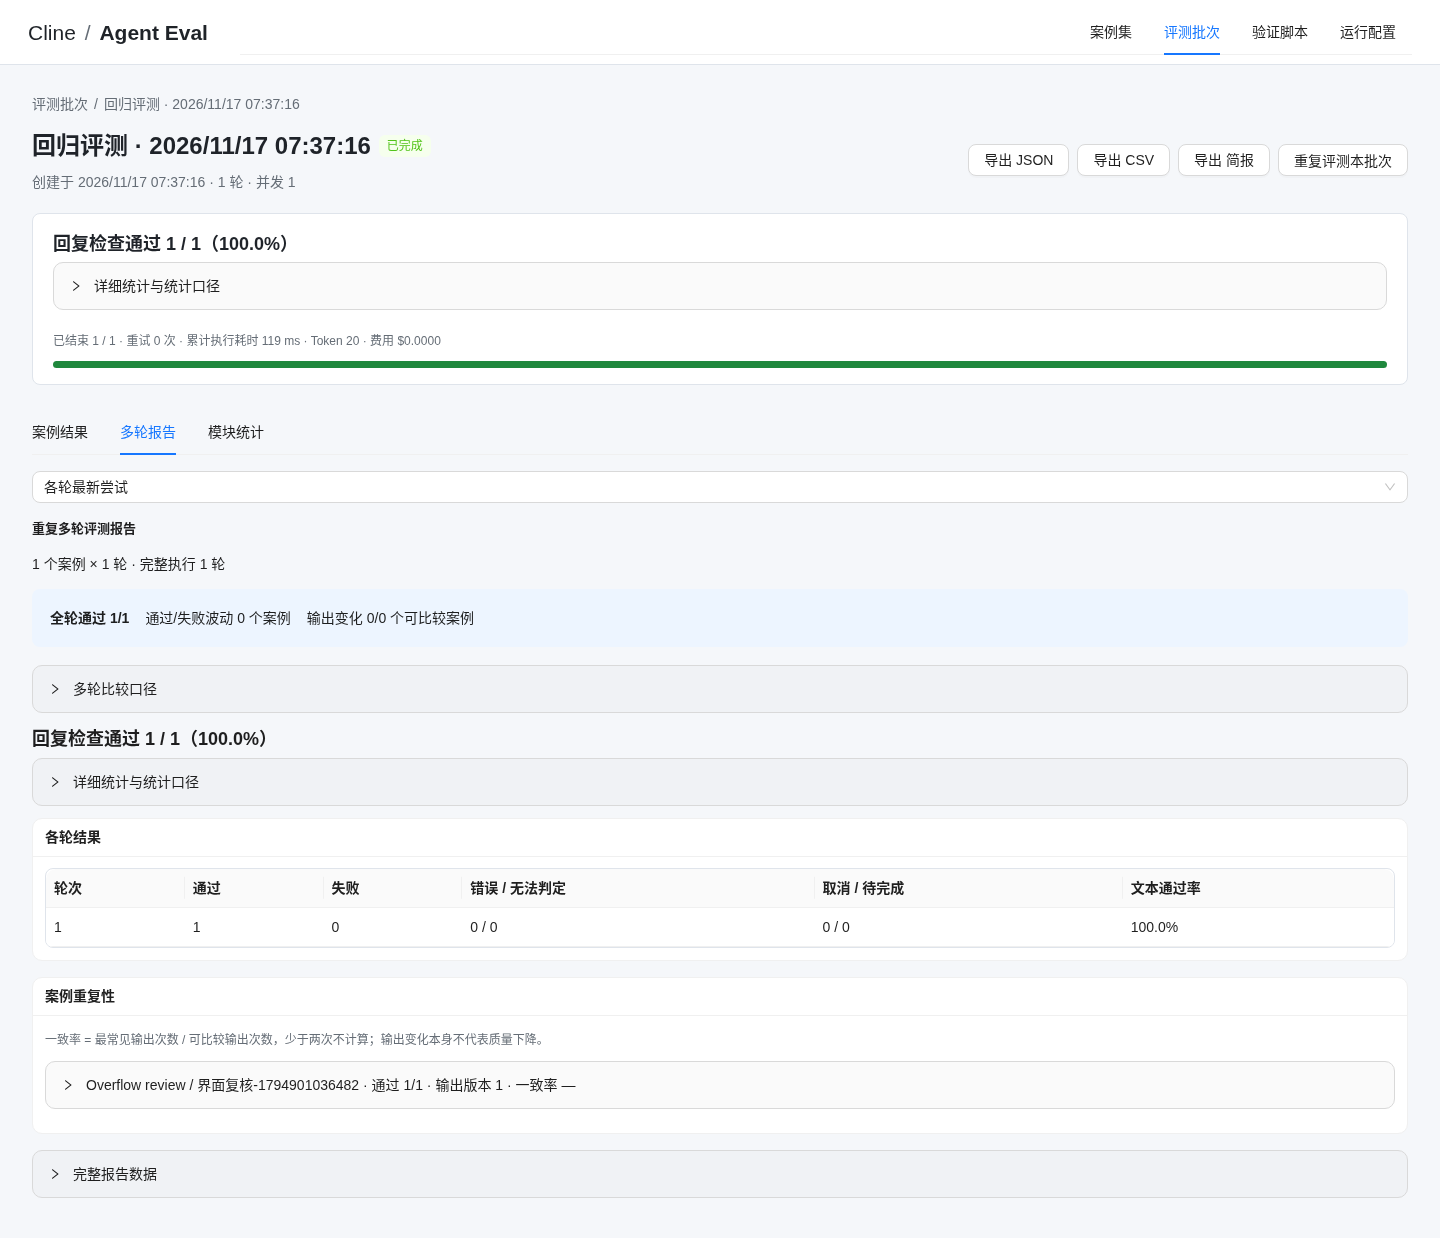 Cline / Agent Eval
案例集 评测批次 验证脚本 运行配置
评测批次 / 回归评测 · 2026/11/17 07:37:16
回归评测 · 2026/11/17 07:37:16 已完成
导出 JSON 导出 CSV 导出 简报 重复评测本批次
创建于 2026/11/17 07:37:16 · 1 轮 · 并发 1
回复检查通过 1 / 1（100.0%）
详细统计与统计口径
已结束 1 / 1 · 重试 0 次 · 累计执行耗时 119 ms · Token 20 · 费用 $0.0000
案例结果 多轮报告 模块统计
各轮最新尝试
重复多轮评测报告
1 个案例 × 1 轮 · 完整执行 1 轮
全轮通过 1/1 通过/失败波动 0 个案例 输出变化 0/0 个可比较案例
多轮比较口径
回复检查通过 1 / 1（100.0%）
详细统计与统计口径
各轮结果
轮次 通过 失败 错误 / 无法判定 取消 / 待完成 文本通过率
1 1 0 0 / 0 0 / 0 100.0%
案例重复性
一致率 = 最常见输出次数 / 可比较输出次数，少于两次不计算；输出变化本身不代表质量下降。
Overflow review / 界面复核-1794901036482 · 通过 1/1 · 输出版本 1 · 一致率 —
完整报告数据